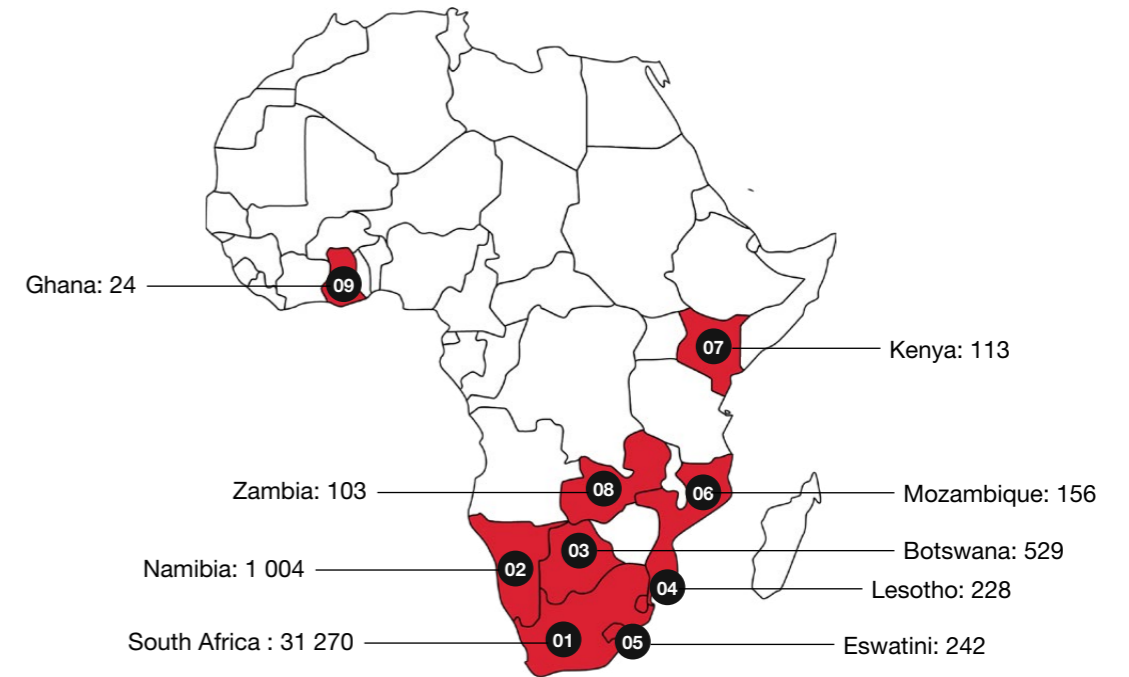 09
Ghana: 24
07
Kenya: 113
Zambia: 103
08
06
Mozambique: 156
03
Botswana: 529
Namibia: 1 004
02
04
Lesotho: 228
South Africa : 31 270
01
05
Eswatini: 242